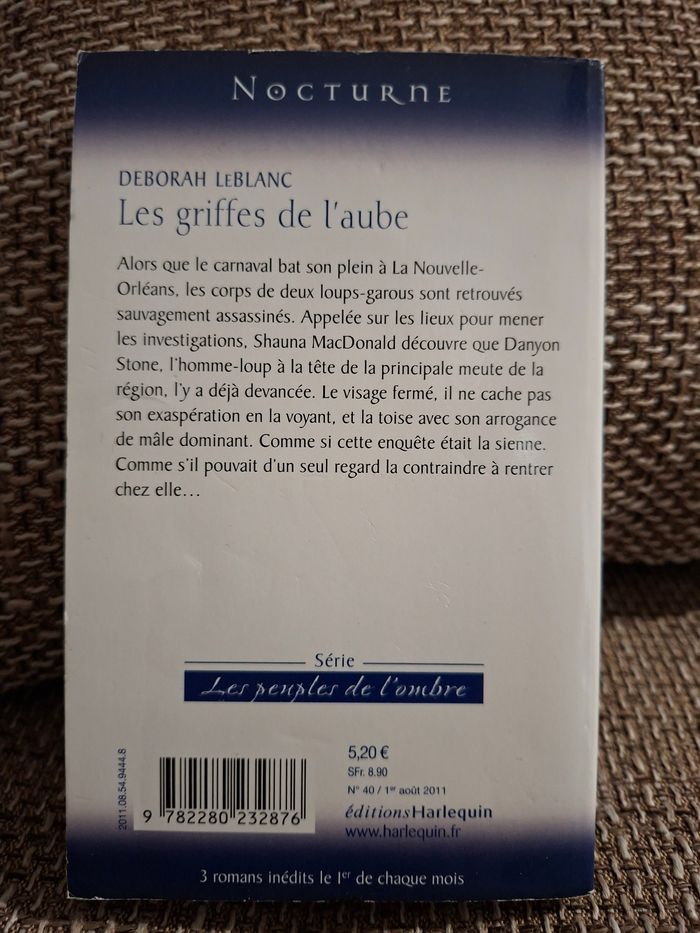 NOCTURNE
DEBORAH LEBLANC
Les griffes de l'aube
Alors que le carnaval bat son plein à La Nouvelle-
Orléans, les corps de deux loups-garous sont retrouvés
sauvagement assassinés. Appelée sur les lieux pour mener
les investigations, Shauna MacDonald découvre que Danyon
Stone, l'homme-loup à la tête de la principale meute de la
région, l'y a déjà devancée. Le visage fermé, il ne cache pas
son exaspération en la voyant, et la toise avec son arrogance
de mâle dominant. Comme si cette enquête était la sienne.
Comme s'il pouvait d'un seul regard la contraindre à rentrer
chez elle...
Série
Les peuples de l'ombre
2011.08.54.9444.8
9 782280 232876
5,20 €
SFr. 8.90
N° 40 / 1er août 2011
éditionsHarlequin
www.harlequin.fr
3 romans inédits le 1er de chaque mois